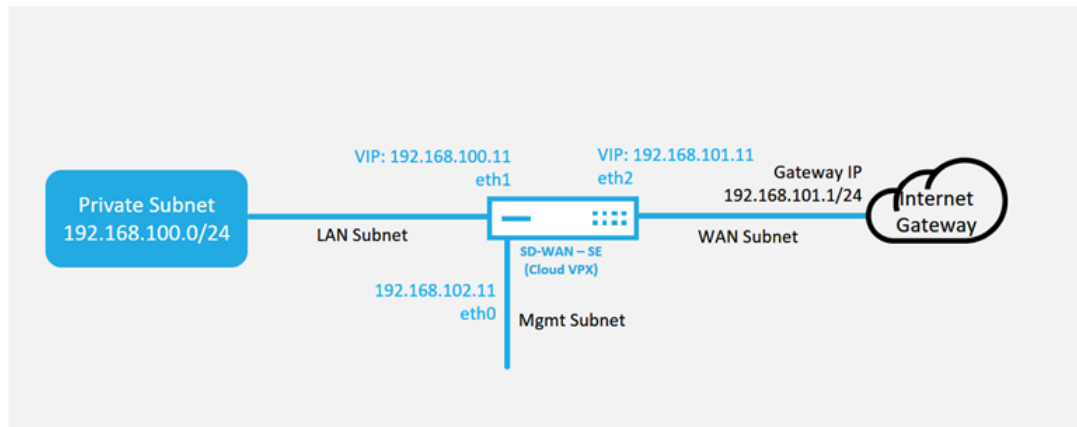 VIP: 192.168.100.11
eth1
VIP: 192.168.101.11
eth2
Gateway IP
192.168.101.1/24
Internet
Gateway
Private Subnet
192.168.100.0/24
LAN Subnet
WAN Subnet
SD-WAN – SE
(Cloud VPX)
192.168.102.11
eth0
Mgmt Subnet